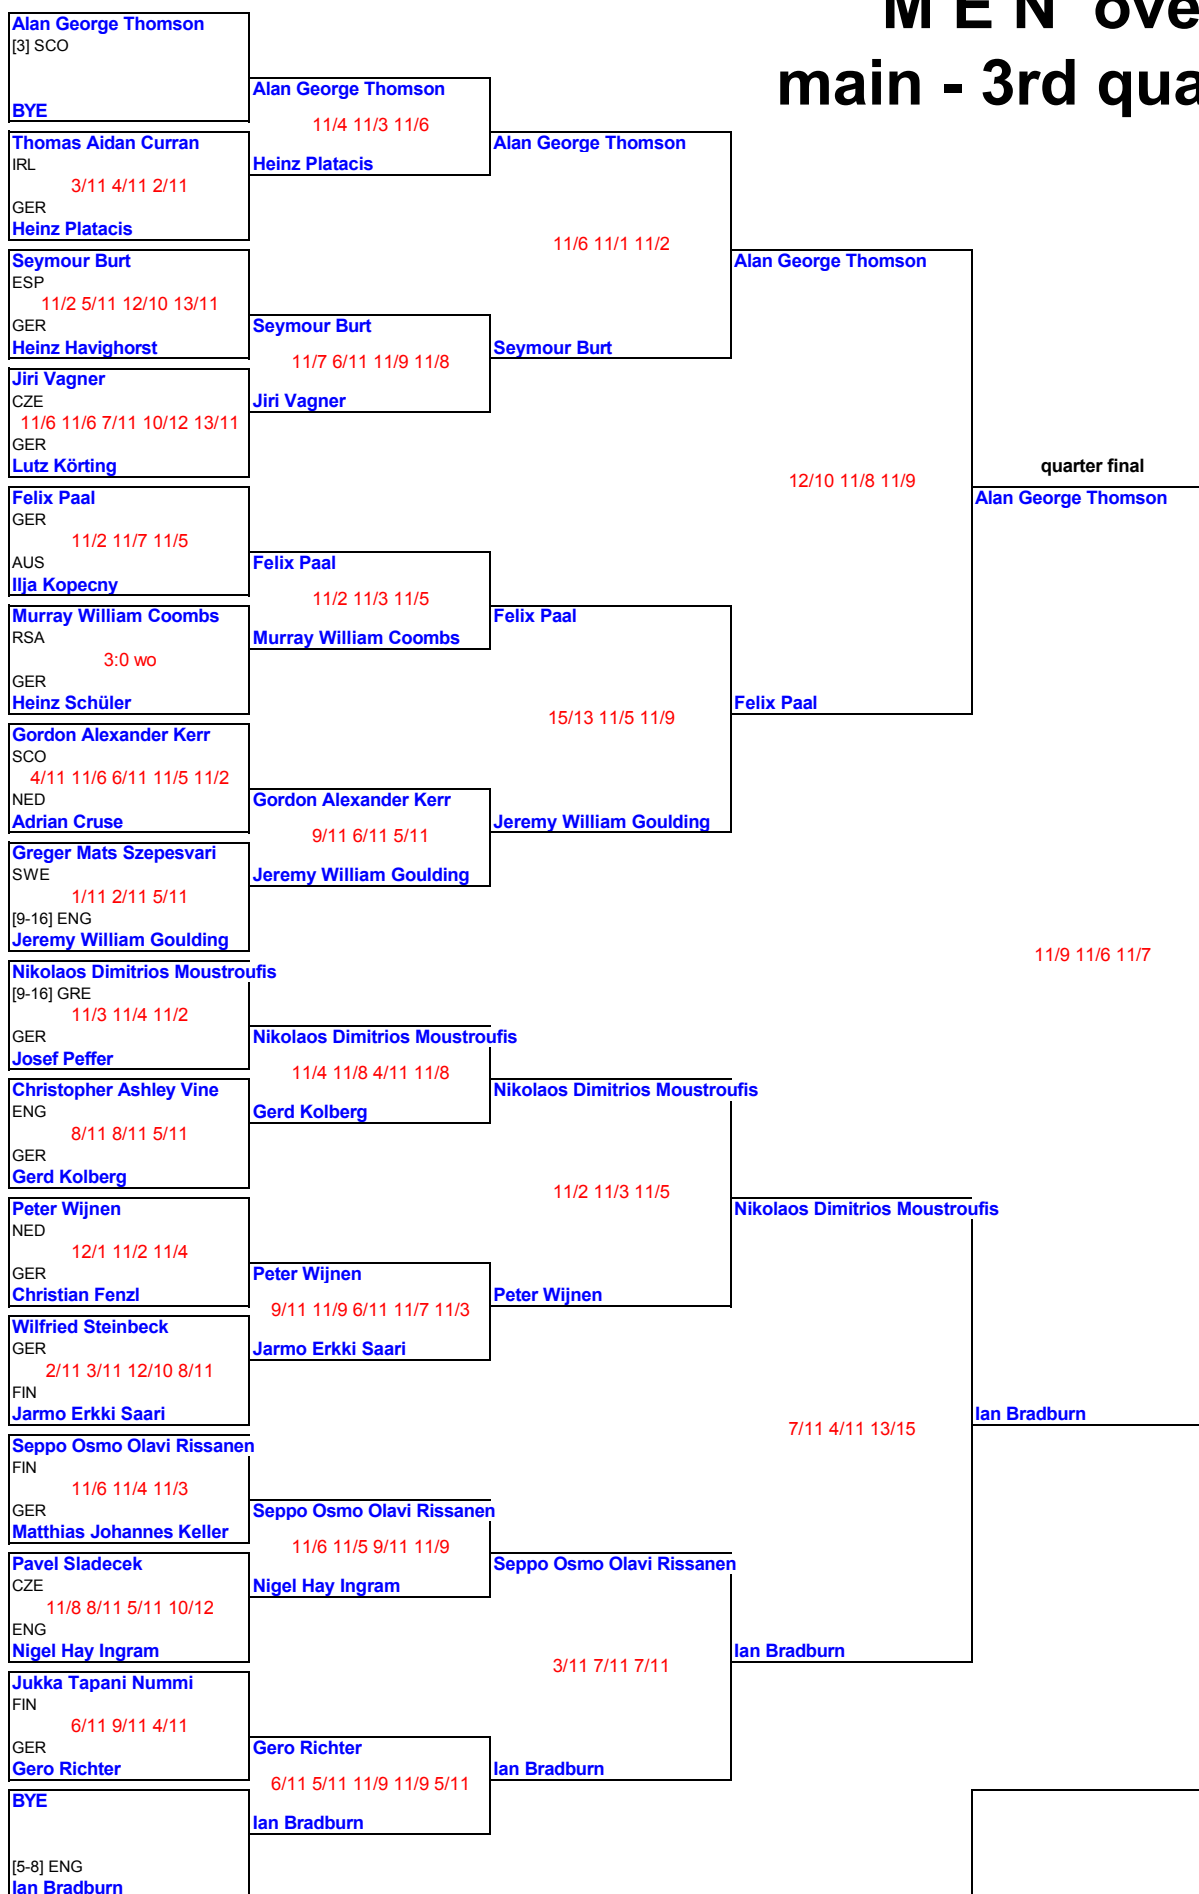 M E N ove
main - 3rd qua
Alan George Thomson
[3] SCO
BYE
Thomas Aidan Curran
IRL
3/11 4/11 2/11
GER
Heinz Platacis
Seymour Burt
ESP
11/2 5/11 12/10 13/11
GER
Heinz Havighorst
Jiri Vagner
CZE
11/6 11/6 7/11 10/12 13/11
GER
Lutz Körting
Felix Paal
GER
11/2 11/7 11/5
AUS
Ilja Kopecny
Murray William Coombs
RSA
3:0 wo
GER
Heinz Schüler
Gordon Alexander Kerr
SCO
4/11 11/6 6/11 11/5 11/2
NED
Adrian Cruse
Greger Mats Szepesvari
SWE
1/11 2/11 5/11
[9-16] ENG
Jeremy William Goulding
Nikolaos Dimitrios Moustroufis
[9-16] GRE
11/3 11/4 11/2
GER
Josef Peffer
Christopher Ashley Vine
ENG
8/11 8/11 5/11
GER
Gerd Kolberg
Peter Wijnen
NED
12/1 11/2 11/4
GER
Christian Fenzl
Wilfried Steinbeck
GER
2/11 3/11 12/10 8/11
FIN
Jarmo Erkki Saari
Seppo Osmo Olavi Rissanen
FIN
11/6 11/4 11/3
GER
Matthias Johannes Keller
Pavel Sladecek
CZE
11/8 8/11 5/11 10/12
ENG
Nigel Hay Ingram
Jukka Tapani Nummi
FIN
6/11 9/11 4/11
GER
Gero Richter
BYE
[5-8] ENG
Ian Bradburn
Alan George Thomson
11/4 11/3 11/6
Heinz Platacis
Seymour Burt
11/7 6/11 11/9 11/8
Jiri Vagner
Felix Paal
11/2 11/3 11/5
Murray William Coombs
Gordon Alexander Kerr
9/11 6/11 5/11
Jeremy William Goulding
Nikolaos Dimitrios Moustroufis
11/4 11/8 4/11 11/8
Gerd Kolberg
Peter Wijnen
9/11 11/9 6/11 11/7 11/3
Jarmo Erkki Saari
Seppo Osmo Olavi Rissanen
11/6 11/5 9/11 11/9
Nigel Hay Ingram
Gero Richter
6/11 5/11 11/9 11/9 5/11
Ian Bradburn
Alan George Thomson
11/6 11/1 11/2
Seymour Burt
Felix Paal
15/13 11/5 11/9
Jeremy William Goulding
Nikolaos Dimitrios Moustroufis
11/2 11/3 11/5
Peter Wijnen
Seppo Osmo Olavi Rissanen
3/11 7/11 7/11
Ian Bradburn
Alan George Thomson
12/10 11/8 11/9
Felix Paal
Nikolaos Dimitrios Moustroufis
7/11 4/11 13/15
Ian Bradburn
quarter final
Alan George Thomson
11/9 11/6 11/7
Ian Bradburn